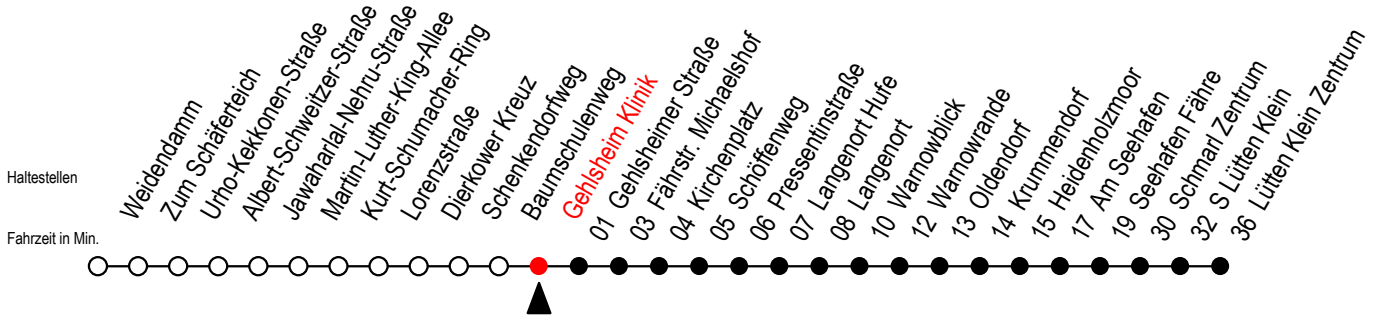 Haltestellen
Fahrzeit in Min.
Weidendamm
Zum Schäferteich
Urho-Kekkonen-Straße
Albert-Schweitzer-Straße
Jawaharlal-Nehru-Straße
Martin-Luther-King-Allee
Kurt-Schumacher-Ring
Lorenzstraße
Dierkower Kreuz
Schenkendorfweg
Baumschulenweg
Gehlsheim Klinik
01 Gehlsheimer Straße
03 Fährstr. Michaelshof
04 Kirchenplatz
05 Schöffenweg
06 Pressentinstraße
07 Langenort Hufe
08 Langenort
10 Warnowblick
12 Warnowrande
13 Oldendorf
14 Krummendorf
15 Heidenholzmoor
17 Am Seehafen
19 Seehafen Fähre
30 Schmarl Zentrum
32 S Lütten Klein
36 Lütten Klein Zentrum